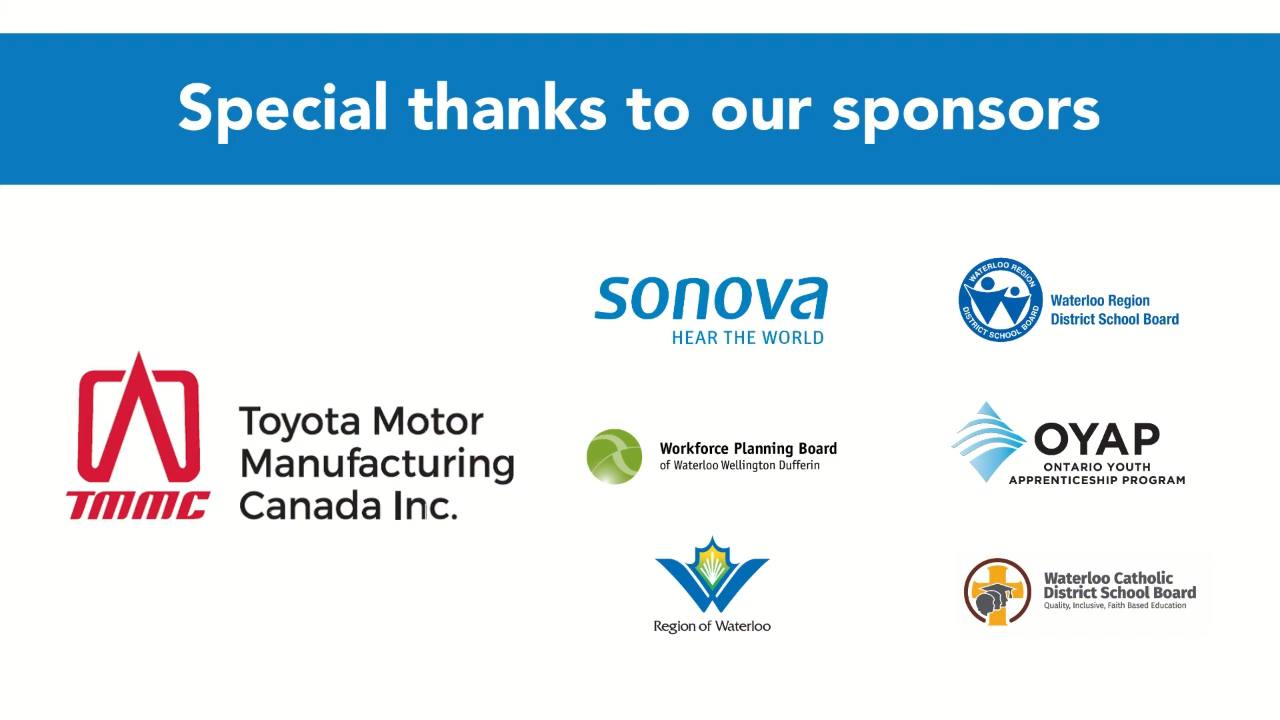 Special thanks to our sponsors
TMMC
Toyota Motor
Manufacturing
Canada Inc.
sonova
HEAR THE WORLD
Workforce Planning Board
of Waterloo Wellington Dufferin
Region of Waterloo
WATERLOO REGION
DISTRICT SCHOOL BOARD
Waterloo Region
District School Board
OYAP
ONTARIO YOUTH
APPRENTICESHIP PROGRAM
Waterloo Catholic
District School Board
Quality, Inclusive, Faith Based Education